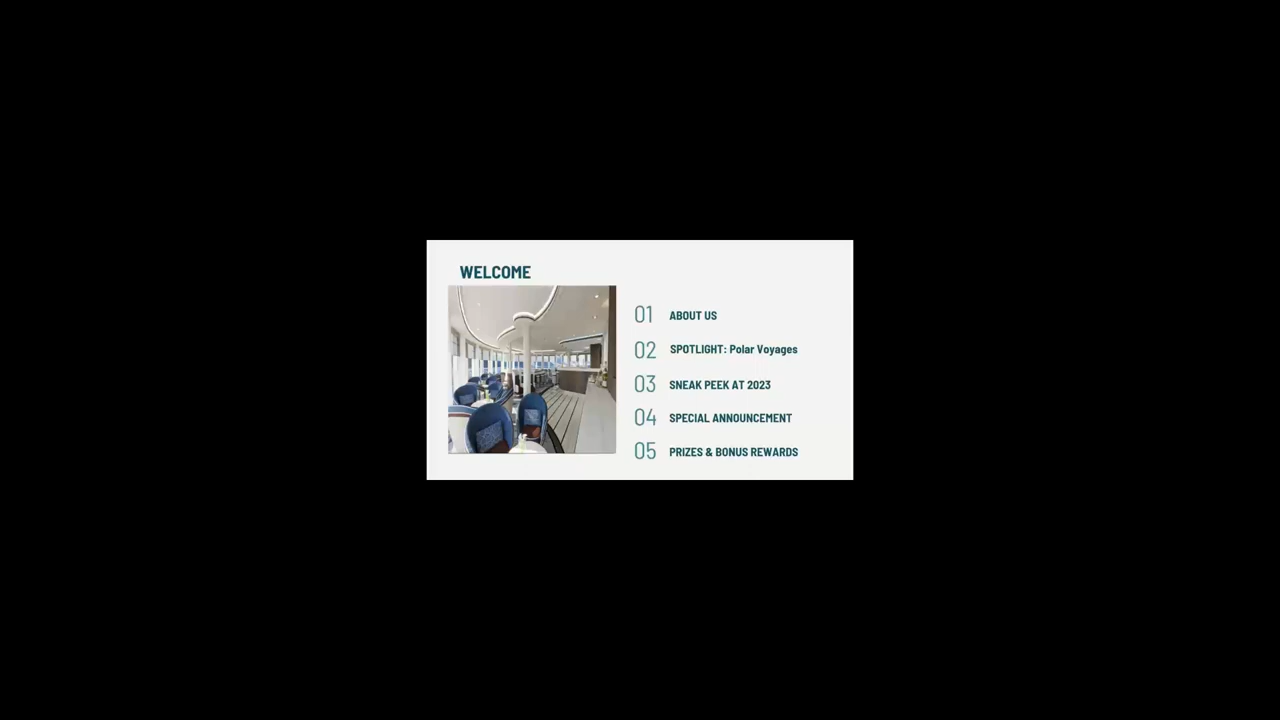 WELCOME
01 ABOUT US
02 SPOTLIGHT: Polar Voyages
03 SNEAK PEEK AT 2023
04 SPECIAL ANNOUNCEMENT
05 PRIZES & BONUS REWARDS